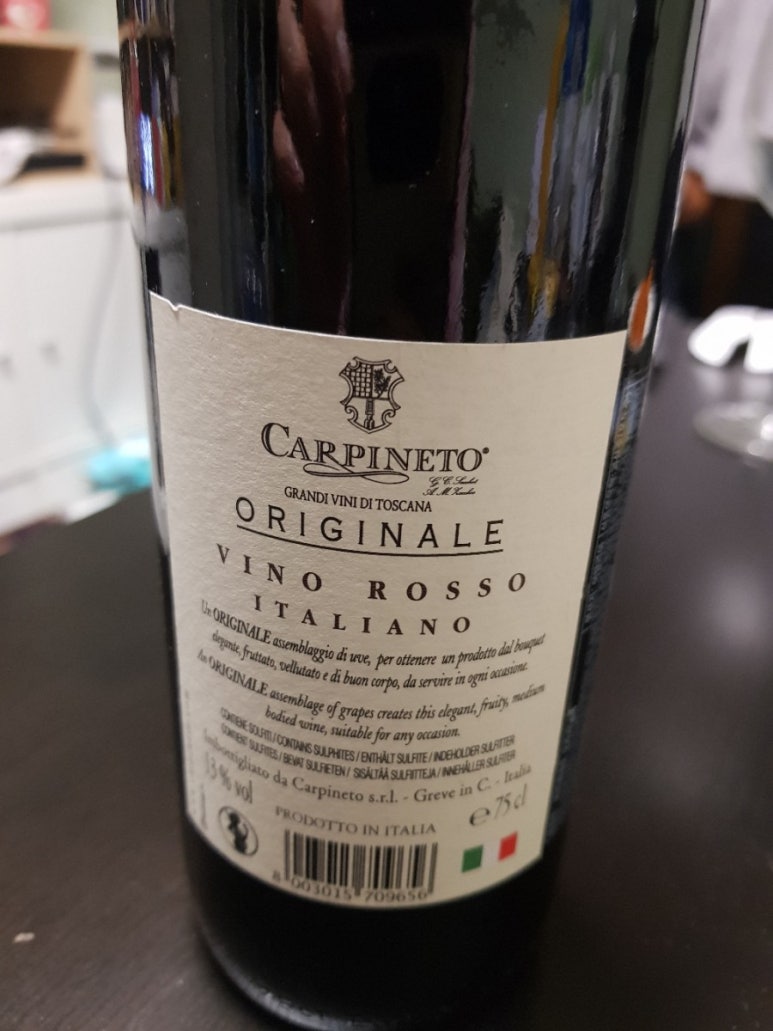 CARPINETO®
GRANDI VINI DI TOSCANA
ORIGINALE
VINO ROSSO
ITALIANO
Un ORIGINALE assemblaggio di uve, per ottenere un prodotto dal bouquet
elegante, fruttato, vellutato e di buon corpo, da servire in ogni occasione.
An ORIGINALE assemblage of grapes creates this elegant, fruity, medium
bodied wine, suitable for any occasion.
CONTIENE SOLFITI / CONTAINS SULPHITES / ENTHÄLT SULFITE / INDEHOLDER SULFITTER
CONTIENT SULFITES / BEVAT SULFIETEN / SISÄLTÄÄ SULFIITTEJA / INNEHÅLLER SULFITER
Imbottigliato da Carpineto s.r.l. - Greve in C. - Italia
13% vol
℮ 75 cl
PRODOTTO IN ITALIA
8 003015 709656